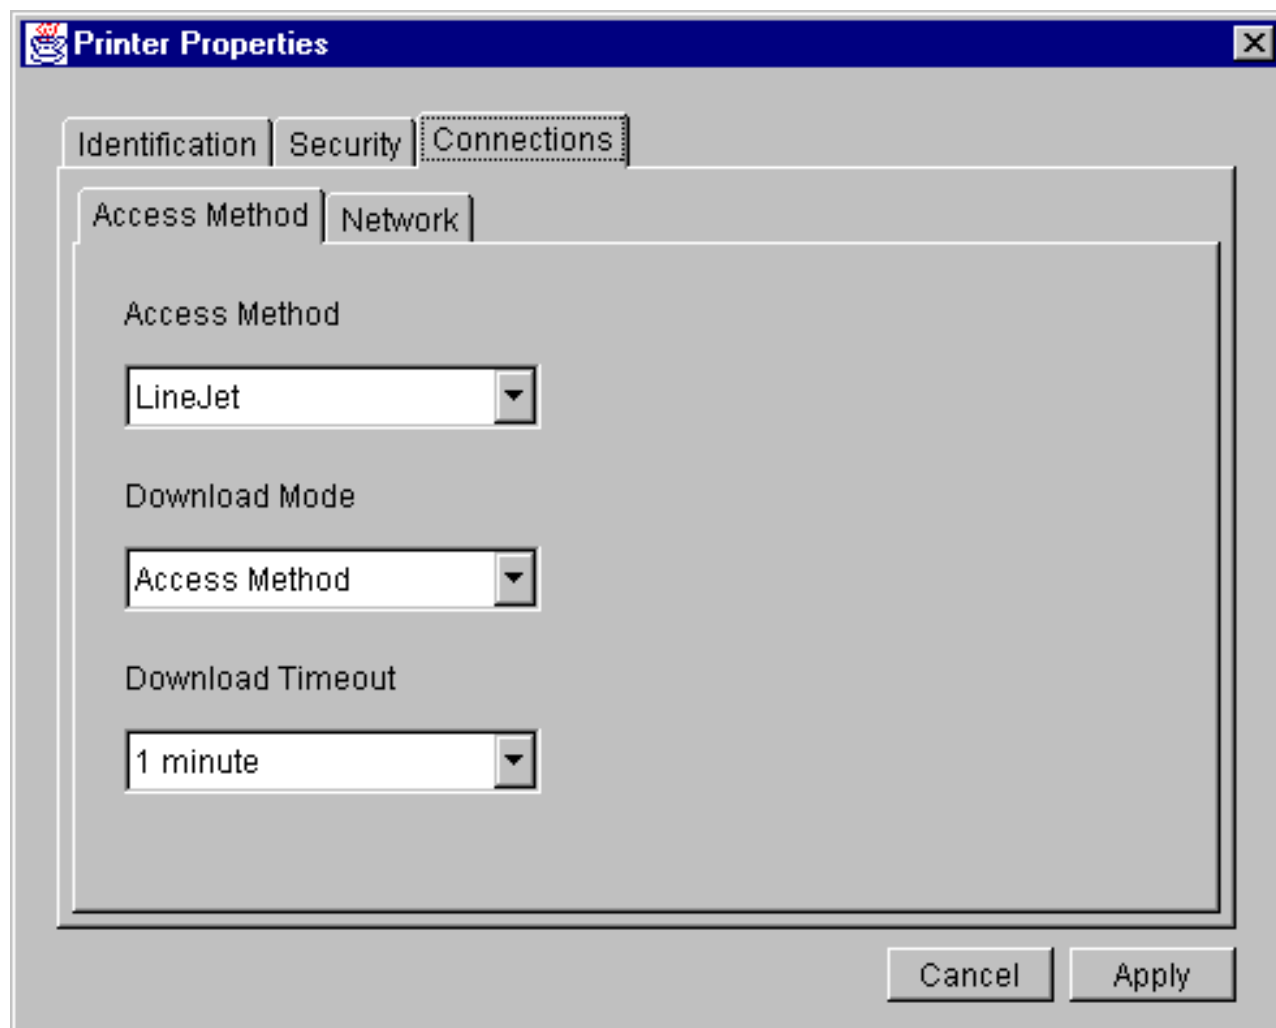 Printer Properties
Identification Security Connections
Access Method Network
Access Method
LineJet
Download Mode
Access Method
Download Timeout
1 minute
Cancel Apply